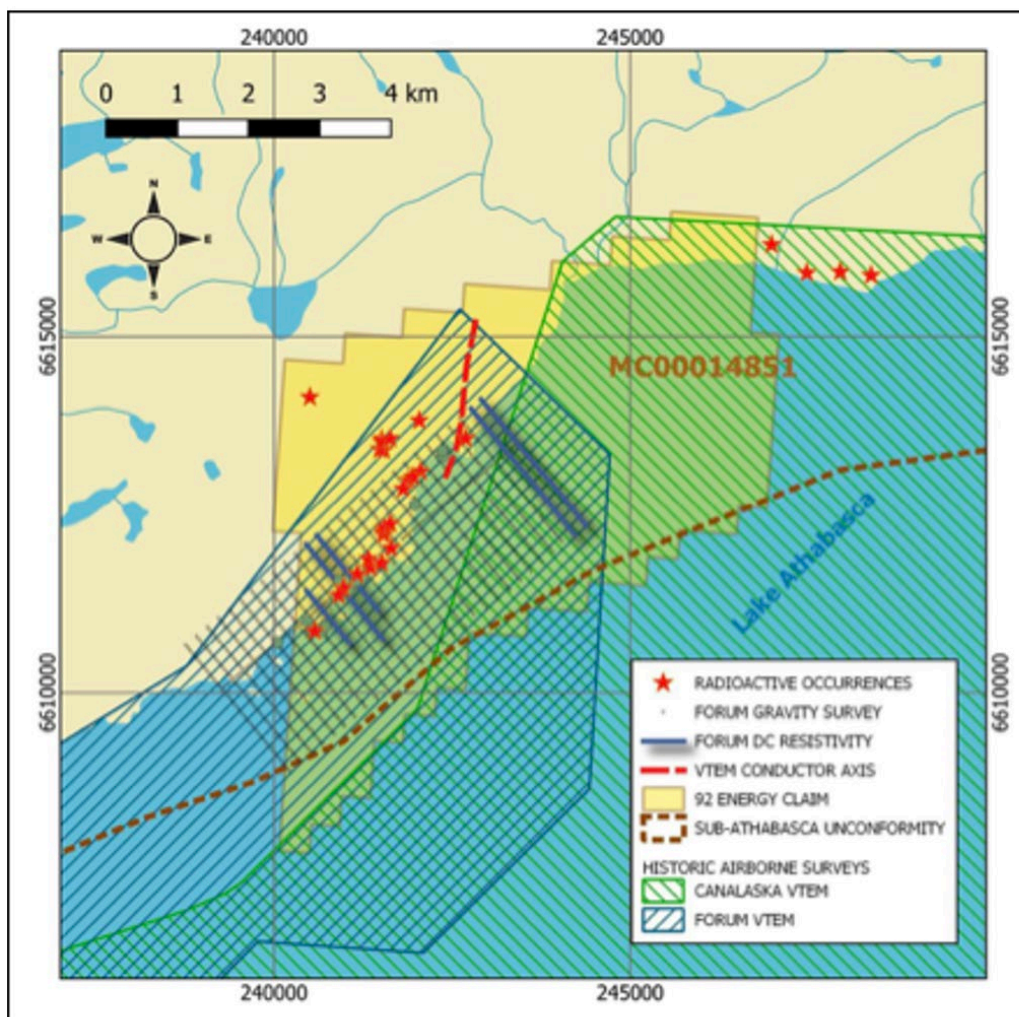 240000 245000
0 1 2 3 4 km
N
W E
S
6615000 6615000
MC00014851
Lake Athabasca
6610000 6610000
RADIOACTIVE OCCURRENCES
FORUM GRAVITY SURVEY
FORUM DC RESISTIVITY
VTEM CONDUCTOR AXIS
92 ENERGY CLAIM
SUB-ATHABASCA UNCONFORMITY
HISTORIC AIRBORNE SURVEYS
CANALASKA VTEM
FORUM VTEM
240000 245000